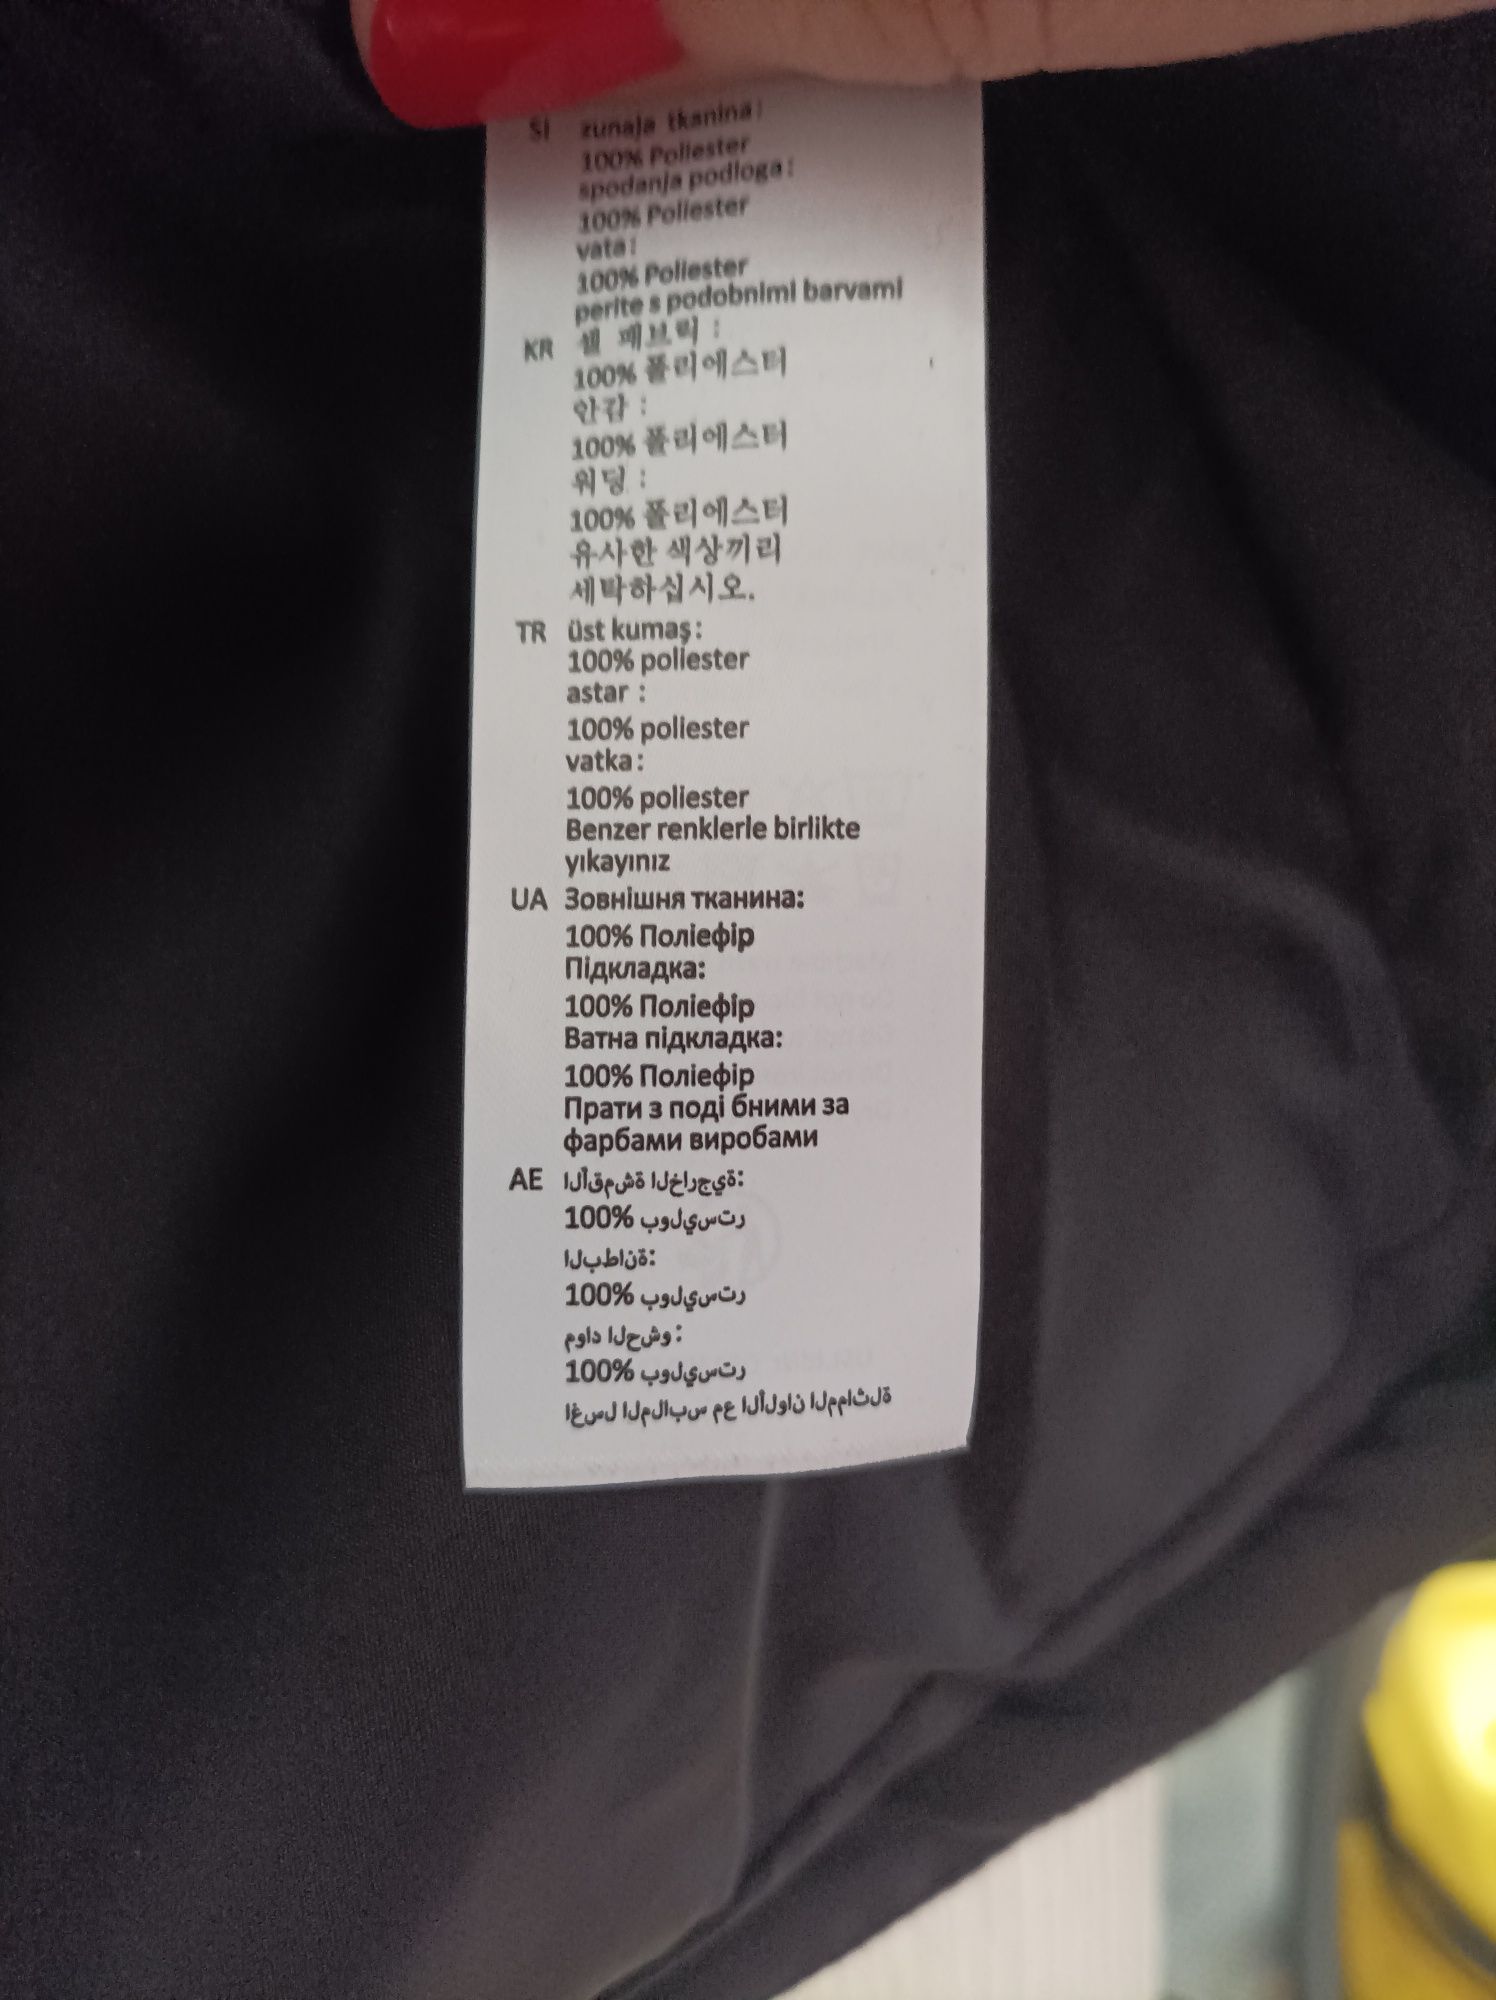 SI zunaja tkanina:
100% Poliester
spodanja podloga:
100% Poliester
vata:
100% Poliester
perite s podobnimi barvami
KR 셸 패브릭 :
100% 폴리에스터
안감 :
100% 폴리에스터
워딩 :
100% 폴리에스터
유사한 색상끼리
세탁하십시오.
TR üst kumaş:
100% poliester
astar :
100% poliester
vatka:
100% poliester
Benzer renklerle birlikte
yıkayınız
UA Зовнішня тканина:
100% Поліефір
Підкладка:
100% Поліефір
Ватна підкладка:
100% Поліефір
Прати з поді бними за
фарбами виробами
AE الأقمشة الخارجية:
100% بوليستر
البطانة:
100% بوليستر
مواد الحشو:
100% بوليستر
اغسل الملابس مع الألوان المماثلة